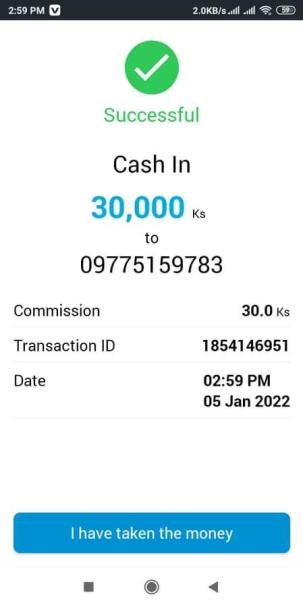 2:59 PM
2.0KB/s
59
Successful
Cash In
30,000 Ks
to
09775159783
Commission 30.0 Ks
Transaction ID 1854146951
Date 02:59 PM
05 Jan 2022
I have taken the money